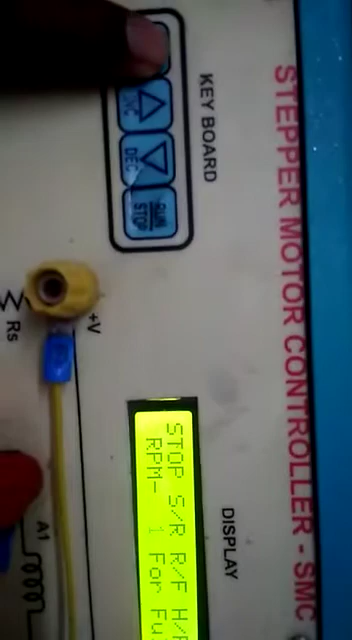 STEPPER MOTOR CONTROLLER - SMC
KEY BOARD
INC
DEC
RUN
STOP
+V
Rs
DISPLAY
STOP S/R R/F H/F
RPM- 1 For Fu
A1